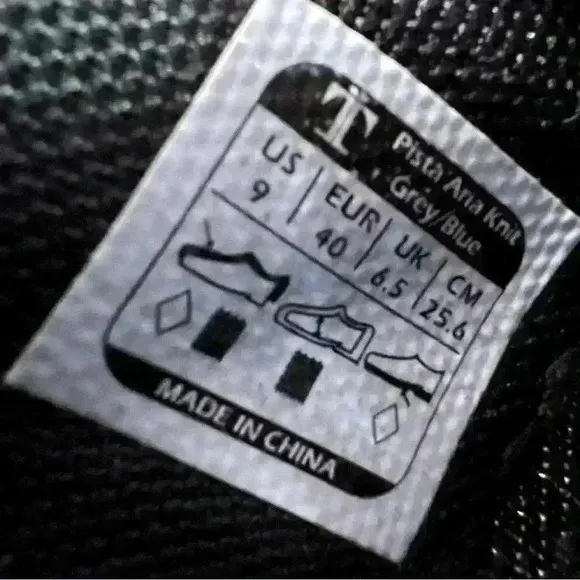 T
Pista Ana Knit
Grey/Blue
US EUR UK CM
9 40 6.5 25.6
MADE IN CHINA